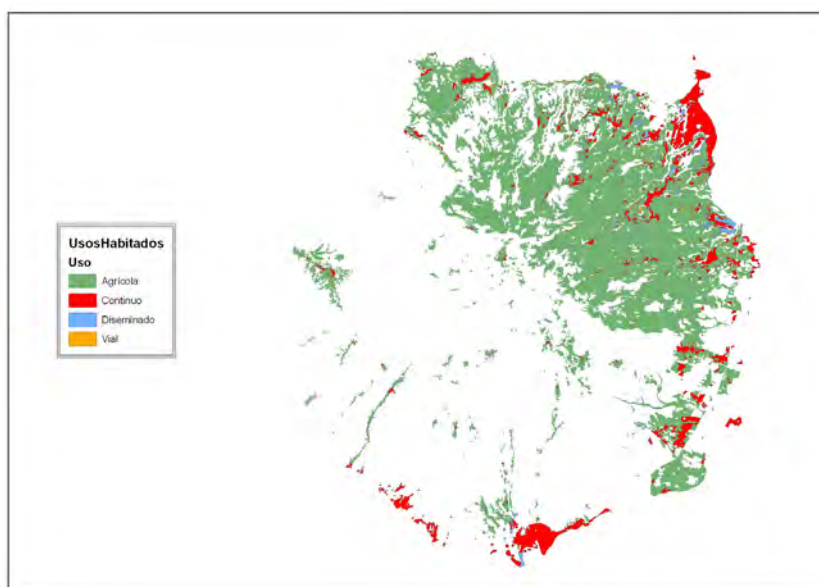 UsosHabitados
Uso
Agrícola
Continuo
Diseminado
Vial